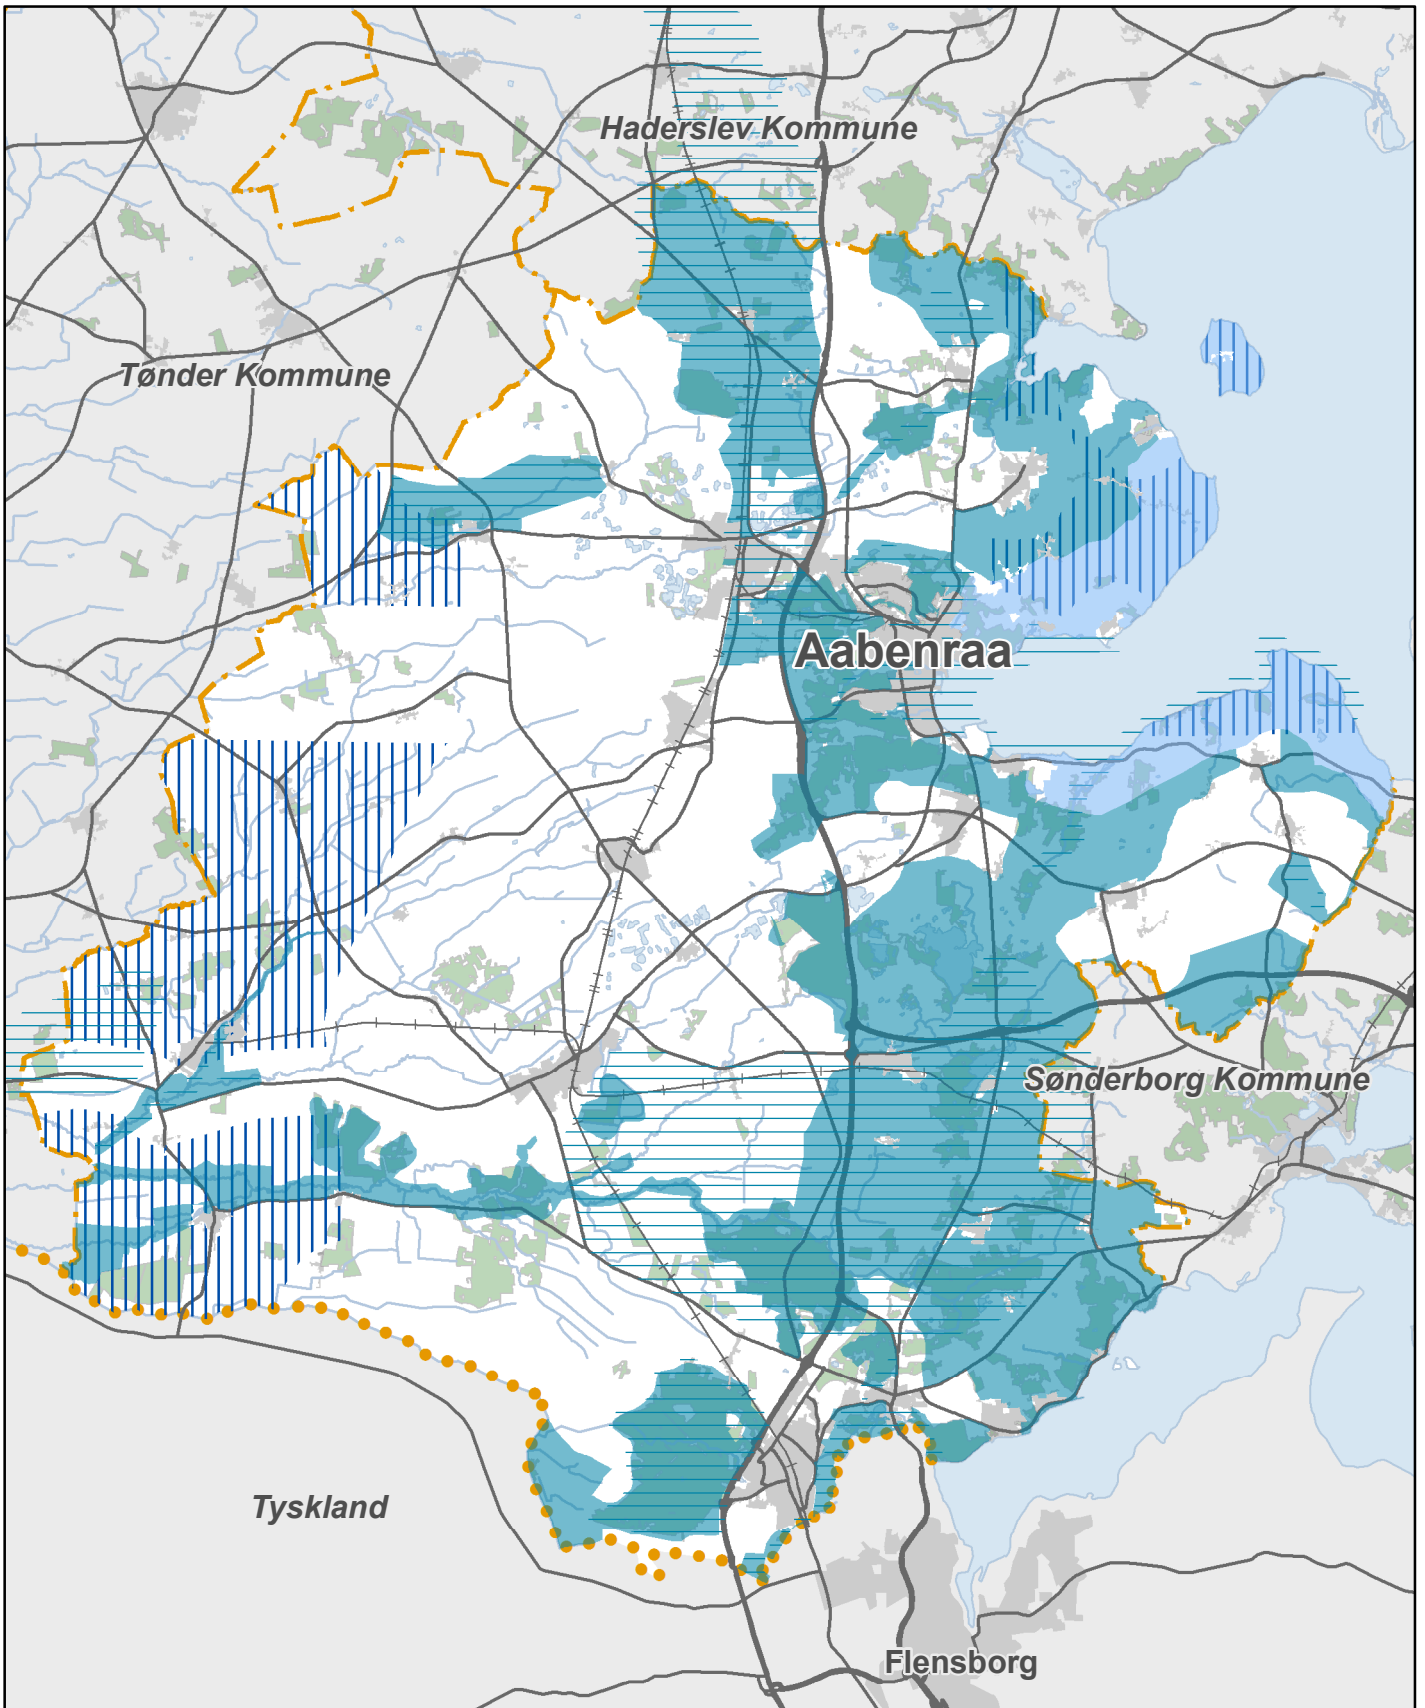 Haderslev Kommune
Tønder Kommune
Aabenraa
Sønderborg Kommune
Tyskland
Flensborg